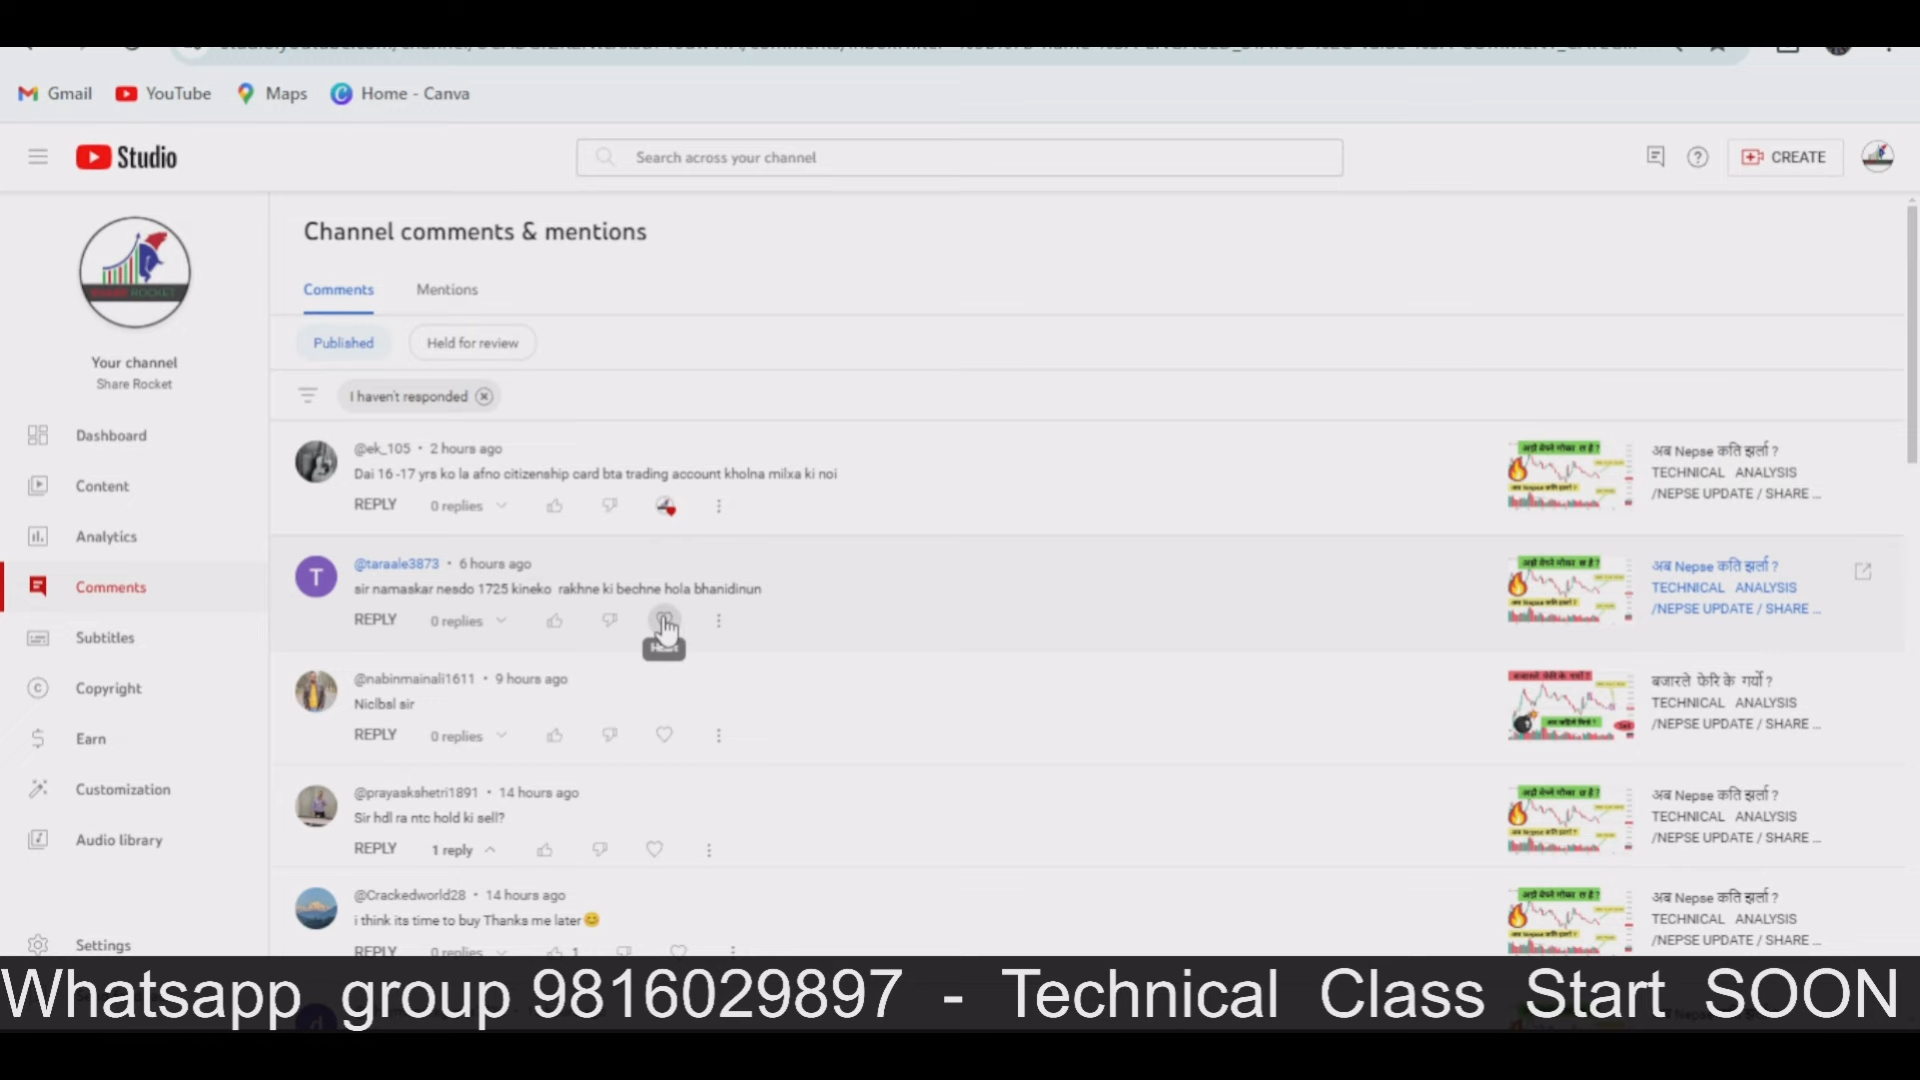 Gmail YouTube Maps Home - Canva
Studio Search across your channel CREATE
Channel comments & mentions
Comments Mentions
Published Held for review
I haven't responded
Your channel
Share Rocket
Dashboard
Content
Analytics
Comments
Subtitles
Copyright
Earn
Customization
Audio library
Settings
@ek_105 • 2 hours ago
Dai 16 -17 yrs ko la afno citizenship card bta trading account kholna milxa ki noi
REPLY 0 replies
अब Nepse कति झर्ला ?
TECHNICAL ANALYSIS
/NEPSE UPDATE / SHARE ...
@taraale3873 • 6 hours ago
sir namaskar nesdo 1725 kineko rakhne ki bechne hola bhanidinun
REPLY 0 replies
Heart
अब Nepse कति झर्ला ?
TECHNICAL ANALYSIS
/NEPSE UPDATE / SHARE ...
@nabinmainali1611 • 9 hours ago
Niclbsl sir
REPLY 0 replies
बजारले फेरि के गर्यो ?
TECHNICAL ANALYSIS
/NEPSE UPDATE / SHARE ...
@prayaskshetri1891 • 14 hours ago
Sir hdl ra ntc hold ki sell?
REPLY 1 reply
अब Nepse कति झर्ला ?
TECHNICAL ANALYSIS
/NEPSE UPDATE / SHARE ...
@Crackedworld28 • 14 hours ago
i think its time to buy Thanks me later😊
REPLY 0 replies 1
अब Nepse कति झर्ला ?
TECHNICAL ANALYSIS
/NEPSE UPDATE / SHARE ...
Whatsapp group 9816029897 - Technical Class Start SOON